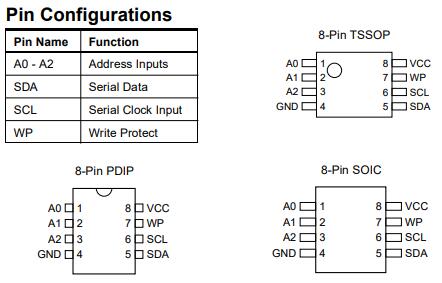 Pin Configurations
Pin Name Function
A0 - A2 Address Inputs
SDA Serial Data
SCL Serial Clock Input
WP Write Protect
8-Pin TSSOP
A0 1 8 VCC
A1 2 7 WP
A2 3 6 SCL
GND 4 5 SDA
8-Pin PDIP
A0 1 8 VCC
A1 2 7 WP
A2 3 6 SCL
GND 4 5 SDA
8-Pin SOIC
A0 1 8 VCC
A1 2 7 WP
A2 3 6 SCL
GND 4 5 SDA